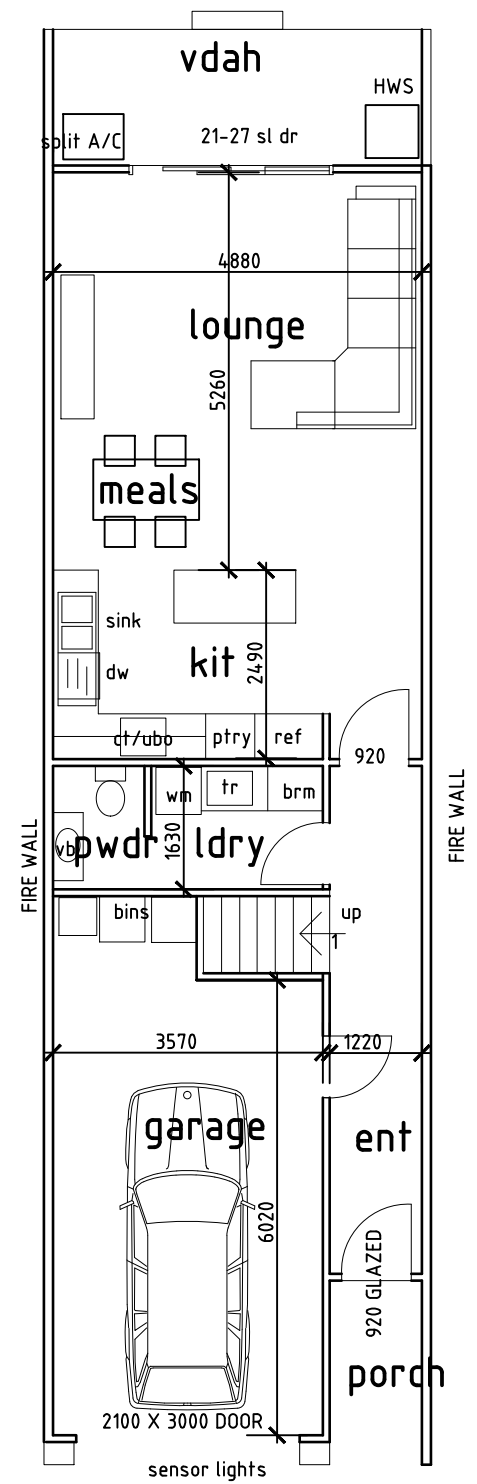 vdah
HWS
split A/C
21-27 sl dr
4880
lounge
5260
meals
sink
kit
2490
dw
ct/ubo
ptry
ref
920
FIRE WALL
wm
tr
brm
vb
pwdr
1630
ldry
FIRE WALL
bins
up
1
3570
1220
garage
ent
6020
920 GLAZED
porch
2100 X 3000 DOOR
sensor lights